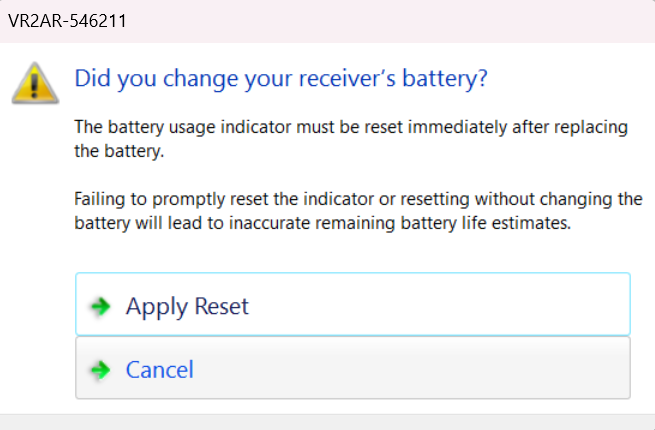 VR2AR-546211
Did you change your receiver’s battery?
The battery usage indicator must be reset immediately after replacing
the battery.
Failing to promptly reset the indicator or resetting without changing the
battery will lead to inaccurate remaining battery life estimates.
Apply Reset
Cancel